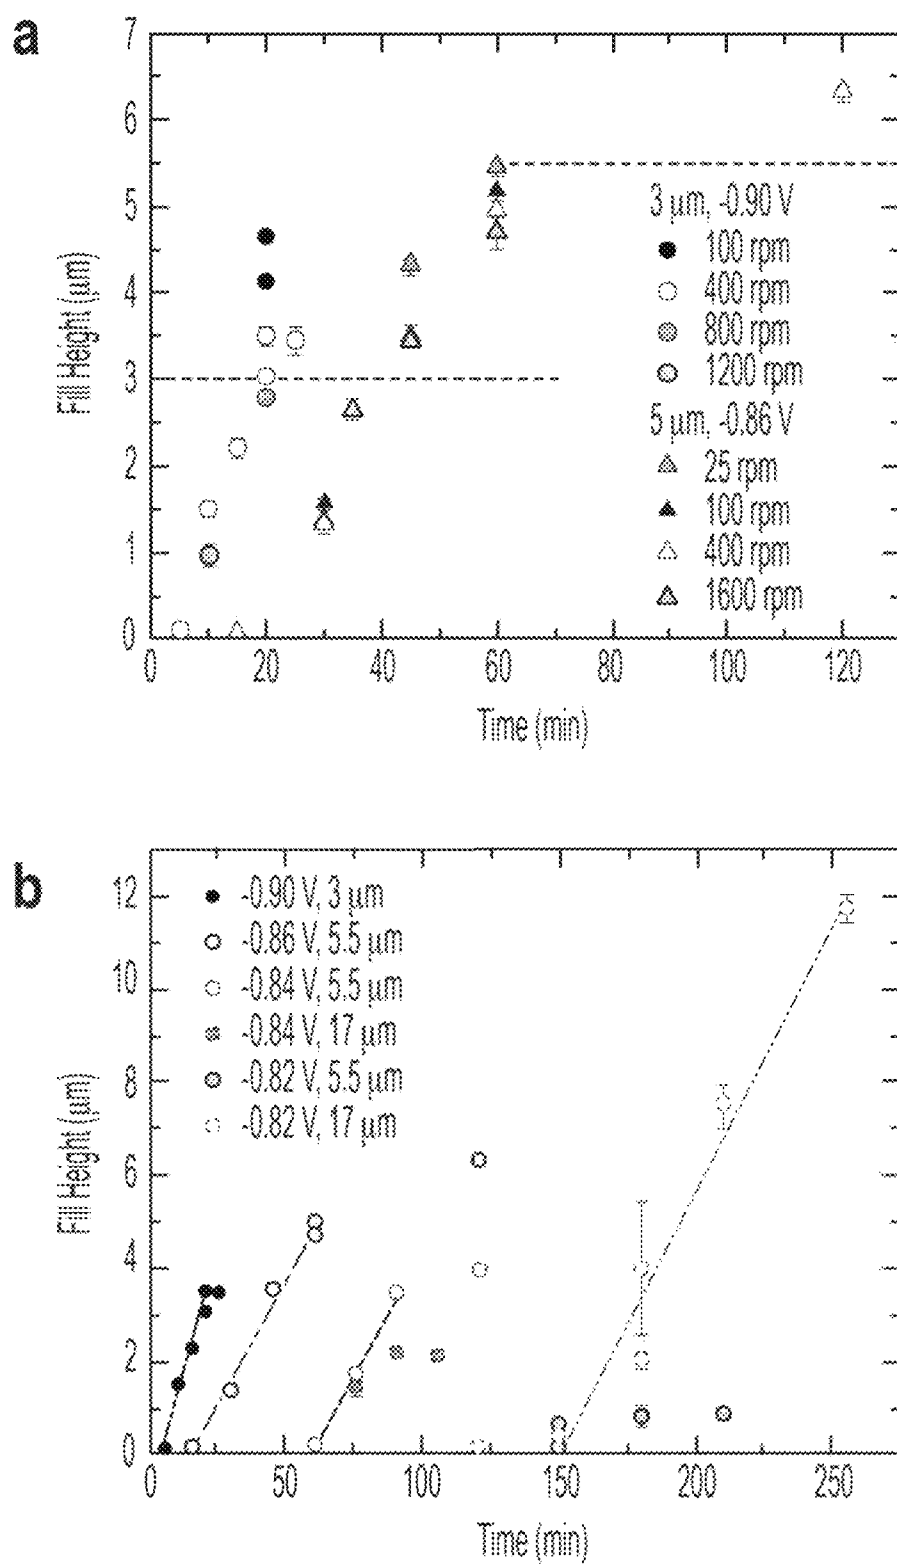 a
7
6
5
4
3
2
1
0
Fill Height (μm)
3 μm, -0.90 V
100 rpm
400 rpm
800 rpm
1200 rpm
5 μm, -0.86 V
25 rpm
100 rpm
400 rpm
1600 rpm
0 20 40 60 80 100 120
Time (min)
b
12
10
8
6
4
2
0
Fill Height (μm)
-0.90 V, 3 μm
-0.86 V, 5.5 μm
-0.84 V, 5.5 μm
-0.84 V, 17 μm
-0.82 V, 5.5 μm
-0.82 V, 17 μm
0 50 100 150 200 250
Time (min)